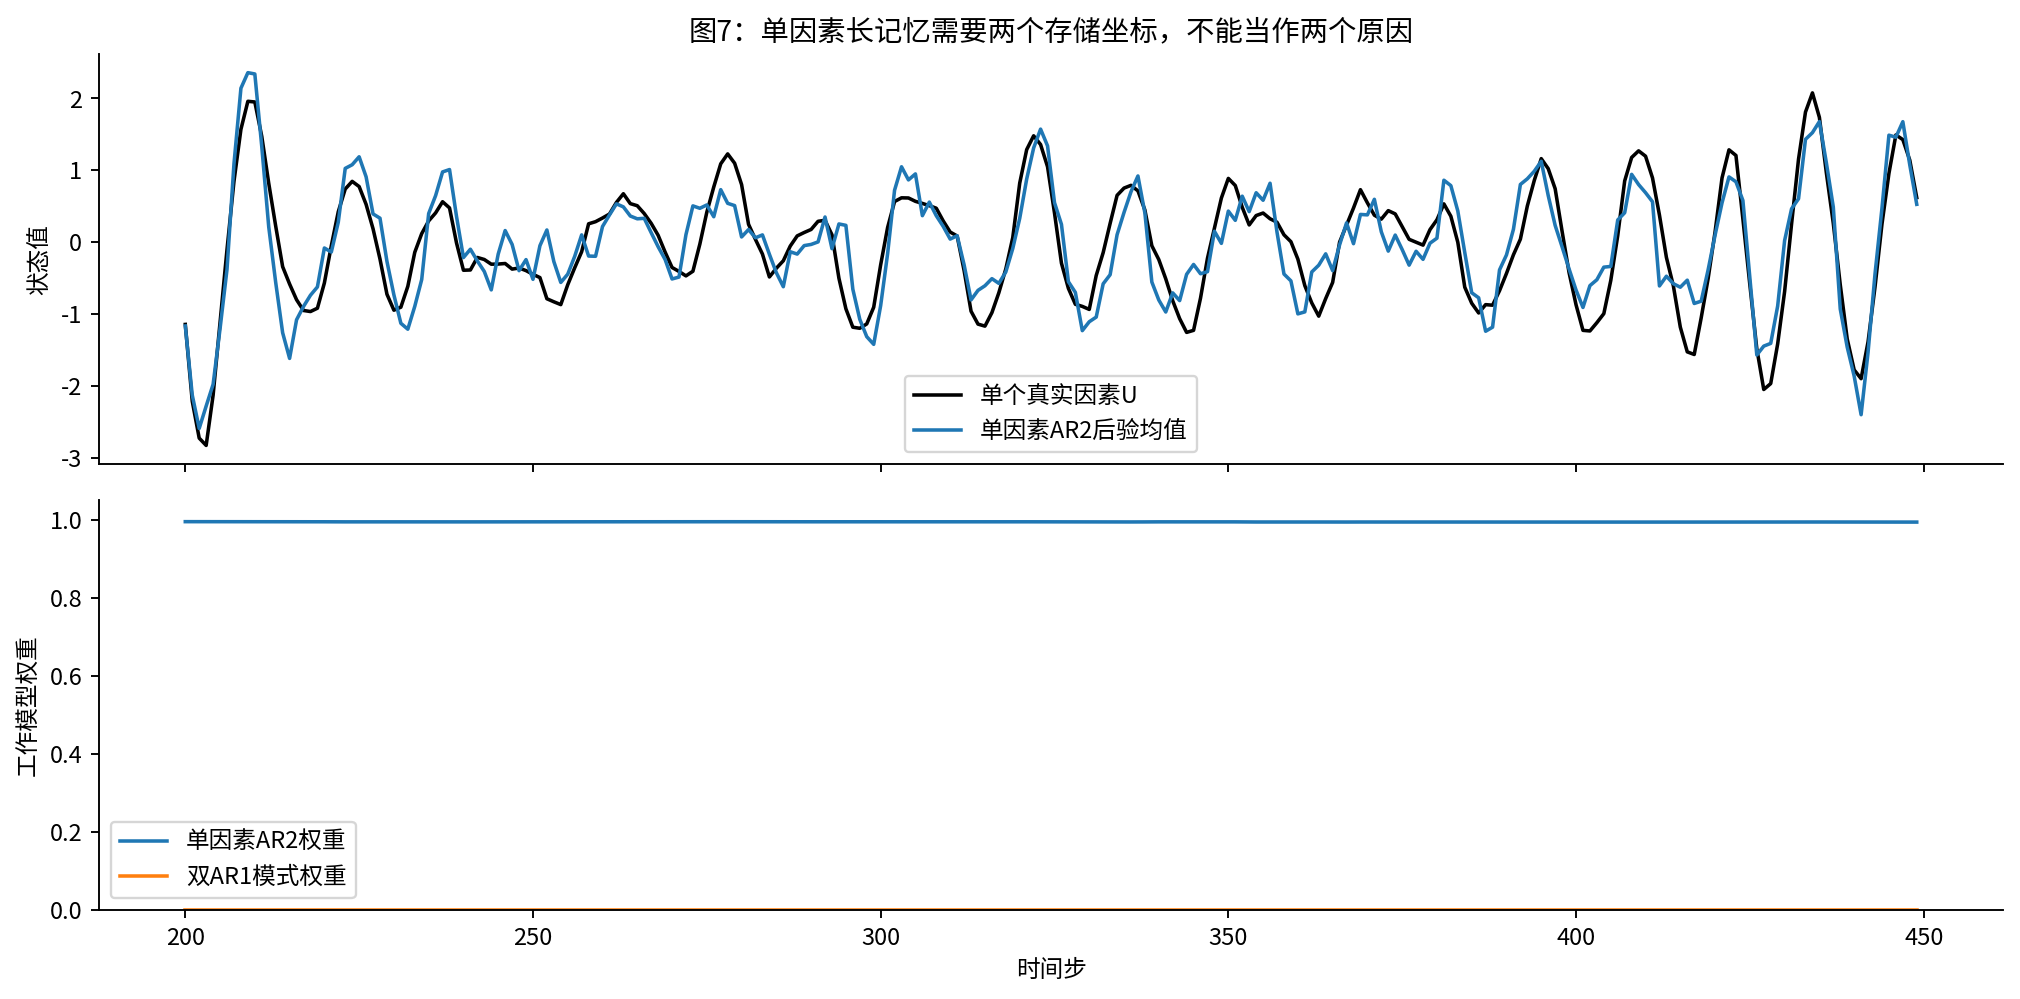 图7：单因素长记忆需要两个存储坐标，不能当作两个原因
状态值
2
1
0
-1
-2
-3
单个真实因素U
单因素AR2后验均值
工作模型权重
1.0
0.8
0.6
0.4
0.2
0.0
单因素AR2权重
双AR1模式权重
200 250 300 350 400 450
时间步